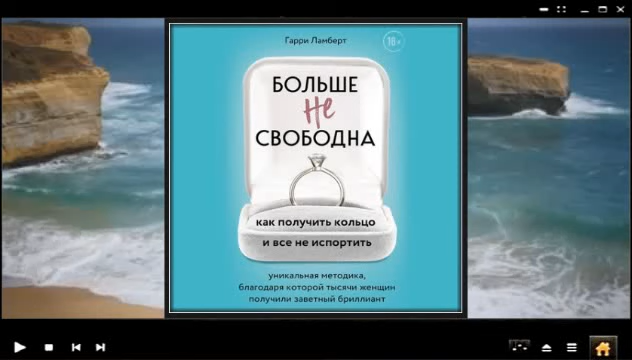 Гарри Ламберт
18+
БОЛЬШЕ
Не
СВОБОДНА
как получить кольцо
и все не испортить
уникальная методика,
благодаря которой тысячи женщин
получили заветный бриллиант